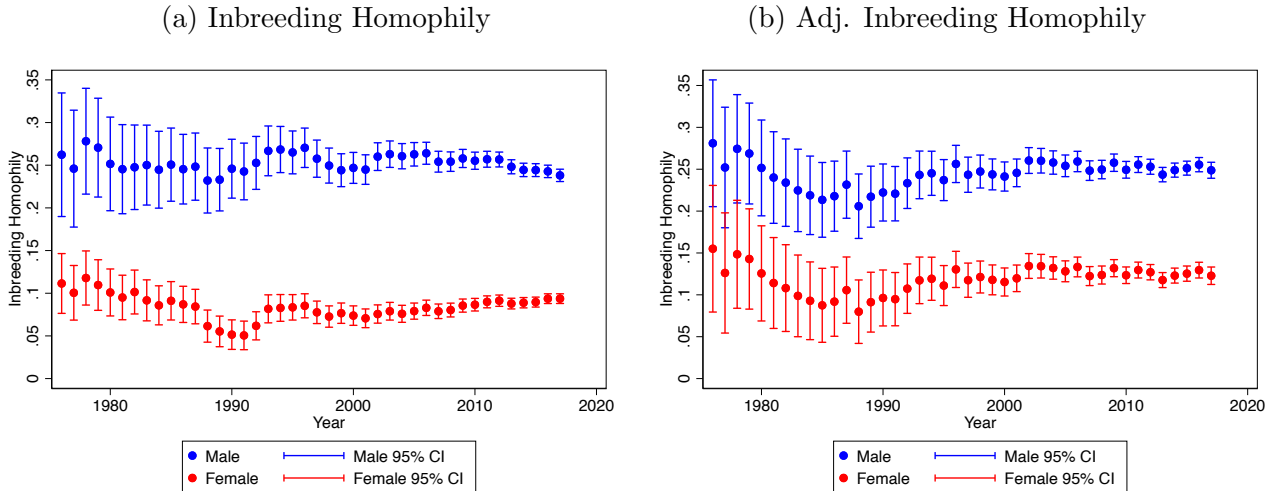 (a) Inbreeding Homophily
Inbreeding Homophily
.35
.3
.25
.2
.15
.1
.05
0
1980 1990 2000 2010 2020
Year
Male Male 95% CI
Female Female 95% CI
(b) Adj. Inbreeding Homophily
Inbreeding Homophily
.35
.3
.25
.2
.15
.1
.05
0
1980 1990 2000 2010 2020
Year
Male Male 95% CI
Female Female 95% CI